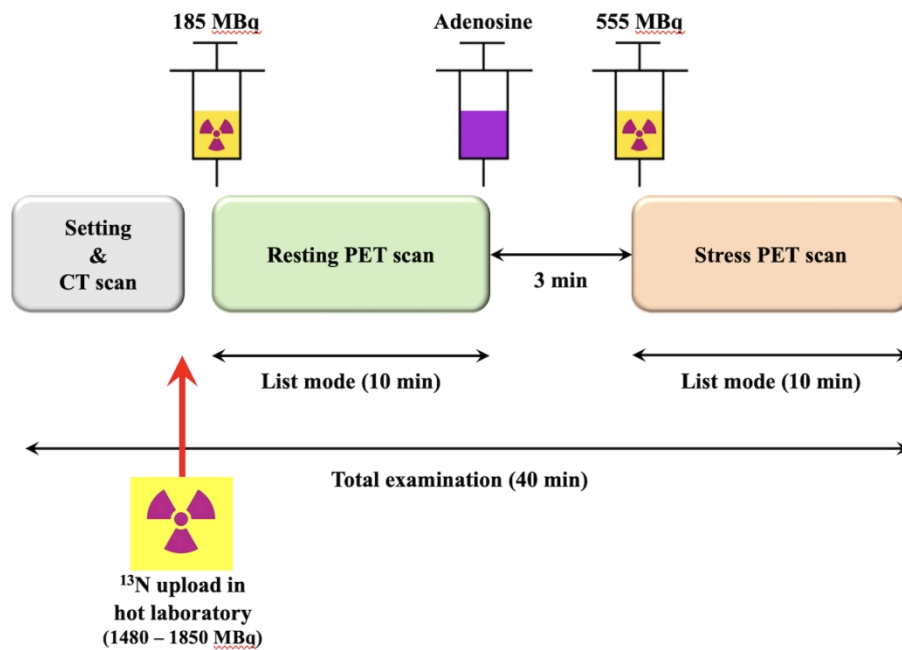 185 MBq
Adenosine
555 MBq
Setting
&
CT scan
Resting PET scan
3 min
Stress PET scan
List mode (10 min)
List mode (10 min)
Total examination (40 min)
¹³N upload in
hot laboratory
(1480 – 1850 MBq)